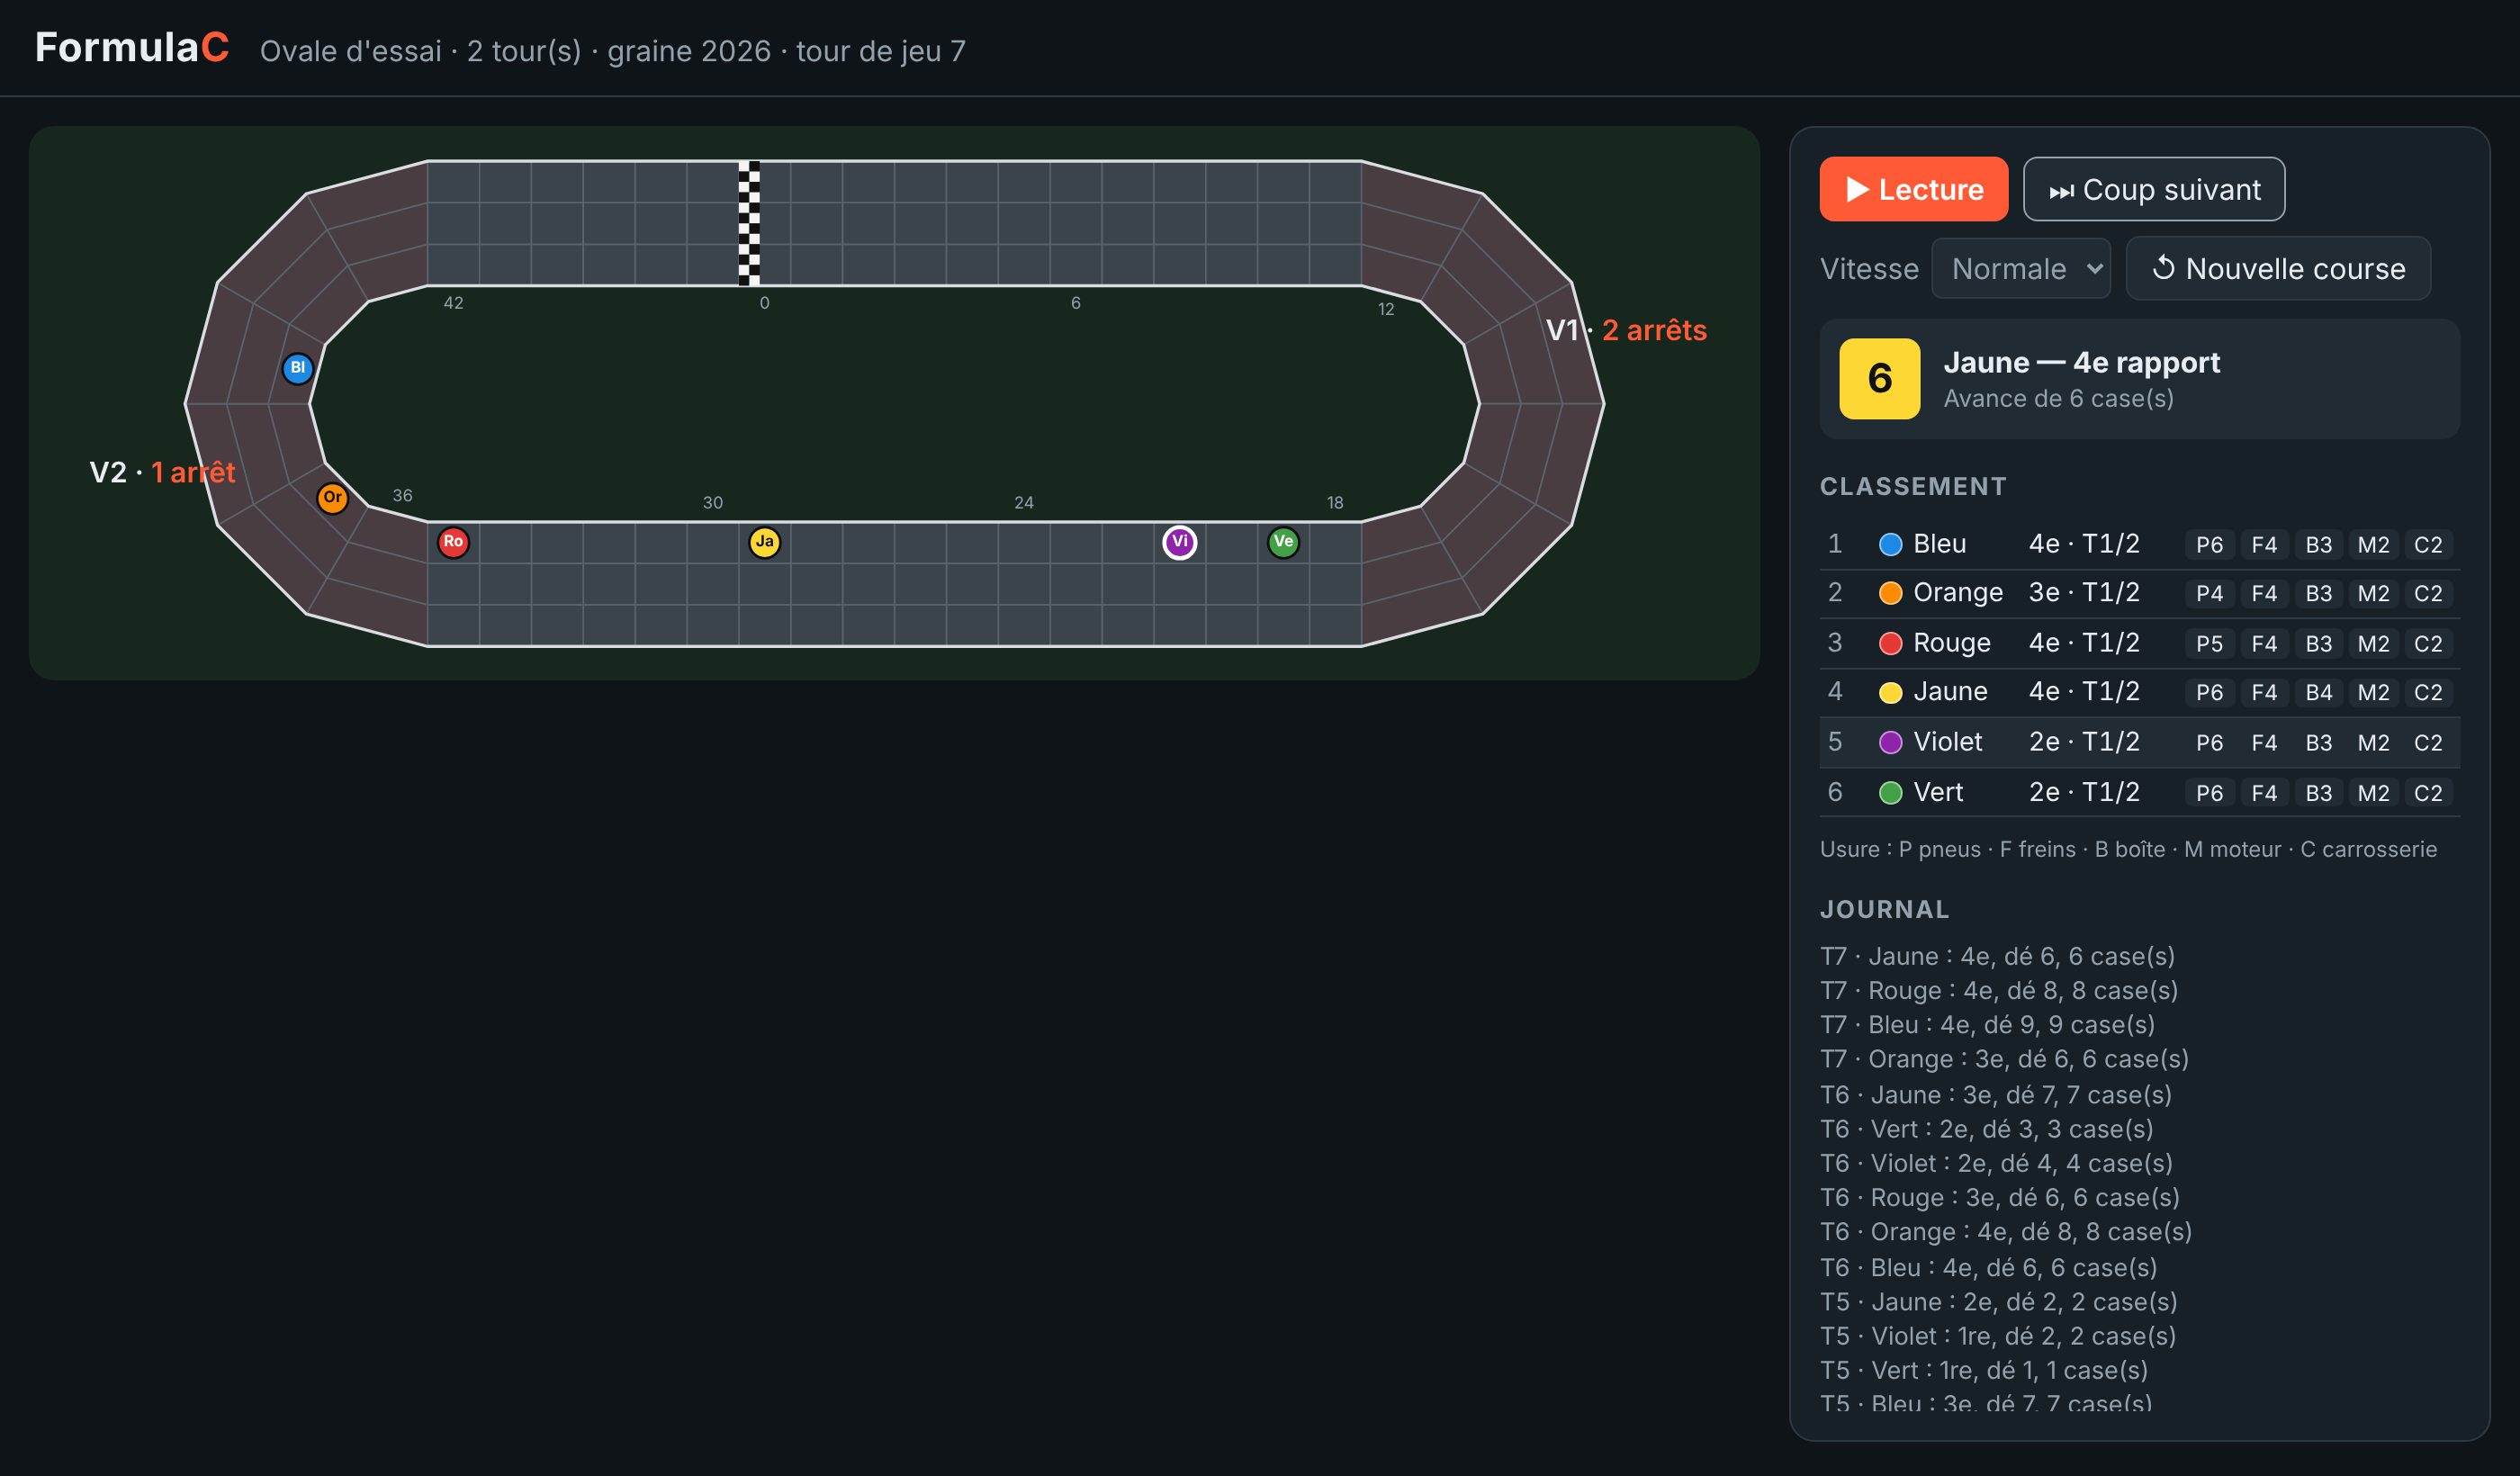 FormulaC Ovale d'essai · 2 tour(s) · graine 2026 · tour de jeu 7
42 0 6 12
V1 · 2 arrêts
Bl
V2 · 1 arrêt
Or
36 30 24 18
Ro Ja Vi Ve
▶ Lecture ⏭ Coup suivant
Vitesse Normale ↺ Nouvelle course
6
Jaune — 4e rapport
Avance de 6 case(s)
CLASSEMENT
1 Bleu 4e · T1/2 P6 F4 B3 M2 C2
2 Orange 3e · T1/2 P4 F4 B3 M2 C2
3 Rouge 4e · T1/2 P5 F4 B3 M2 C2
4 Jaune 4e · T1/2 P6 F4 B4 M2 C2
5 Violet 2e · T1/2 P6 F4 B3 M2 C2
6 Vert 2e · T1/2 P6 F4 B3 M2 C2
Usure : P pneus · F freins · B boîte · M moteur · C carrosserie
JOURNAL
T7 · Jaune : 4e, dé 6, 6 case(s)
T7 · Rouge : 4e, dé 8, 8 case(s)
T7 · Bleu : 4e, dé 9, 9 case(s)
T7 · Orange : 3e, dé 6, 6 case(s)
T6 · Jaune : 3e, dé 7, 7 case(s)
T6 · Vert : 2e, dé 3, 3 case(s)
T6 · Violet : 2e, dé 4, 4 case(s)
T6 · Rouge : 3e, dé 6, 6 case(s)
T6 · Orange : 4e, dé 8, 8 case(s)
T6 · Bleu : 4e, dé 6, 6 case(s)
T5 · Jaune : 2e, dé 2, 2 case(s)
T5 · Violet : 1re, dé 2, 2 case(s)
T5 · Vert : 1re, dé 1, 1 case(s)
T5 · Bleu : 3e, dé 7, 7 case(s)